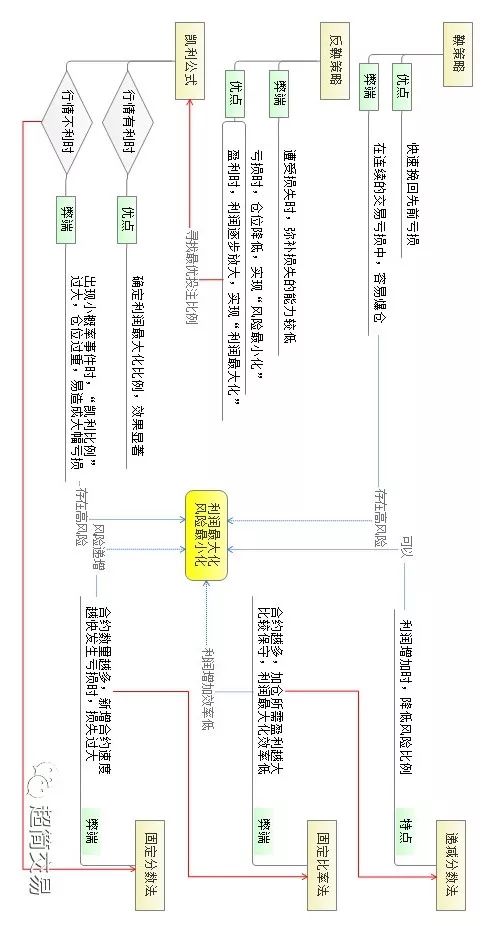 鞅策略
优点
快速挽回先前亏损
弊端
在连续的交易亏损中，容易爆仓
存在高风险
可以
利润增加时，降低风险比例
特点
递减分数法
反鞅策略
弊端
遭受损失时，弥补损失的能力较低
优点
亏损时，仓位降低，实现“风险最小化”
盈利时，利润逐步放大，实现“利润最大化”
寻找最优投注比例
利润最大化
风险最小化
利润增加效率低
合约越多，加仓所需盈利越大
比较保守，利润最大化效率低
弊端
固定比率法
凯利公式
行情有利时
优点
确定利润最大化比例，效果显著
行情不利时
弊端
出现小概率事件时，“凯利比例”
过大，仓位过重，易造成大幅亏损
存在高风险
风险递增
合约数量越多，新增合约速度
越快发生亏损时，损失过大
弊端
固定分数法
超简交易